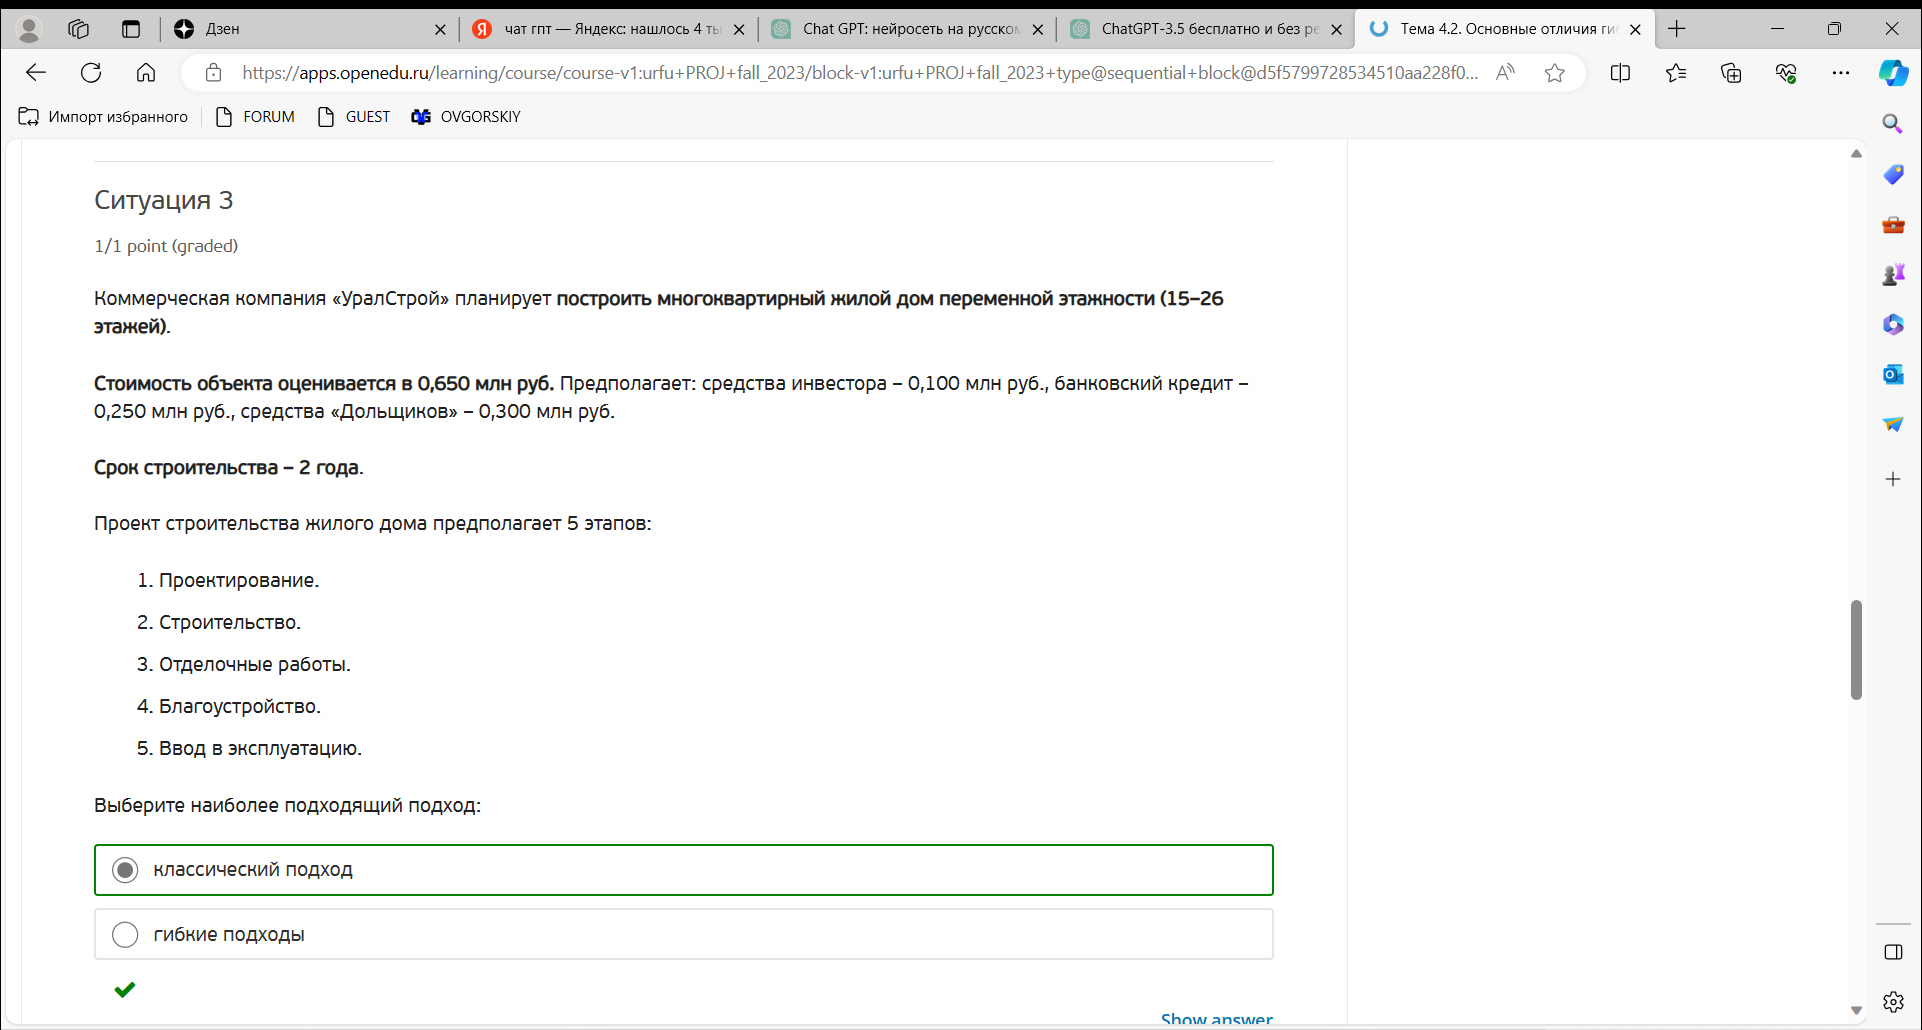 Дзен
чат гпт — Яндекс: нашлось 4 ты
Chat GPT: нейросеть на русском
ChatGPT-3.5 бесплатно и без ре
Тема 4.2. Основные отличия ги
https://apps.openedu.ru/learning/course/course-v1:urfu+PROJ+fall_2023/block-v1:urfu+PROJ+fall_2023+type@sequential+block@d5f5799728534510aa228f0...
Импорт избранного
FORUM
GUEST
OVGORSKIY
Ситуация 3
1/1 point (graded)
Коммерческая компания «УралСтрой» планирует построить многоквартирный жилой дом переменной этажности (15–26
этажей).
Стоимость объекта оценивается в 0,650 млн руб. Предполагает: средства инвестора – 0,100 млн руб., банковский кредит –
0,250 млн руб., средства «Дольщиков» – 0,300 млн руб.
Срок строительства – 2 года.
Проект строительства жилого дома предполагает 5 этапов:
1. Проектирование.
2. Строительство.
3. Отделочные работы.
4. Благоустройство.
5. Ввод в эксплуатацию.
Выберите наиболее подходящий подход:
классический подход
гибкие подходы
Show answer